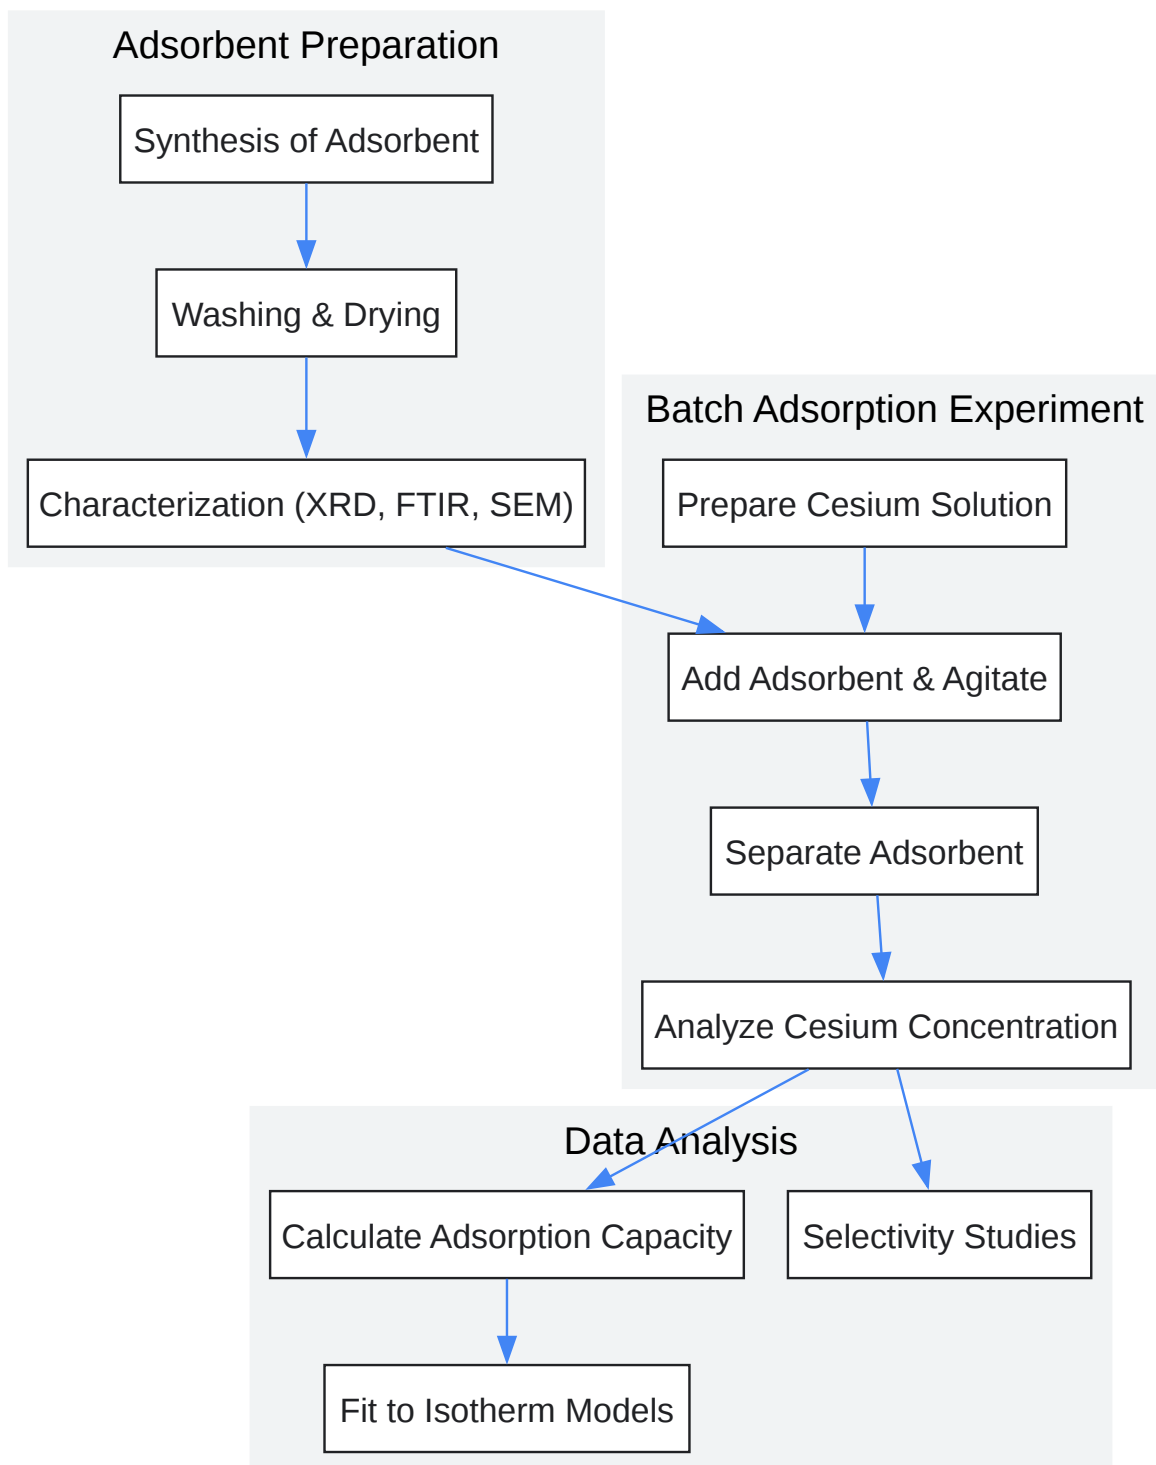 Adsorbent Preparation
Synthesis of Adsorbent
Washing & Drying
Characterization (XRD, FTIR, SEM)
Batch Adsorption Experiment
Prepare Cesium Solution
Add Adsorbent & Agitate
Separate Adsorbent
Analyze Cesium Concentration
Data Analysis
Calculate Adsorption Capacity
Selectivity Studies
Fit to Isotherm Models